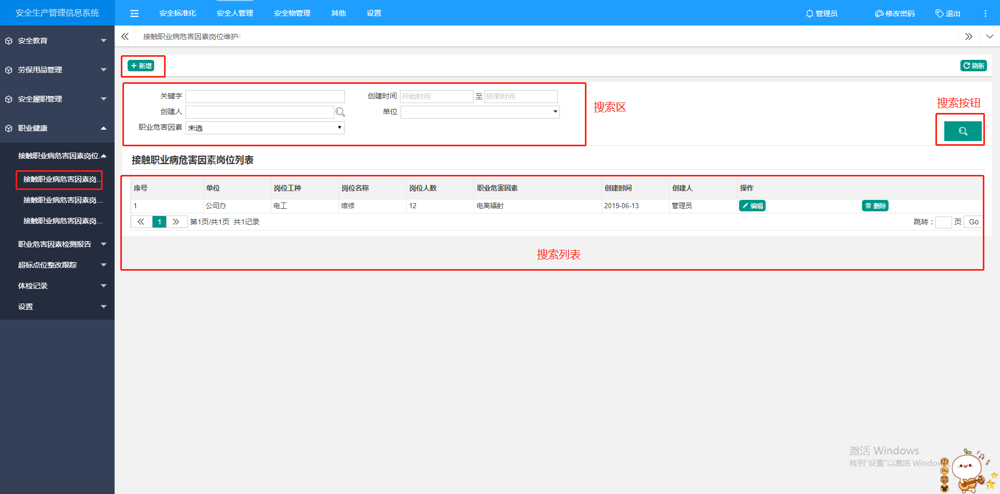 安全生产管理信息系统
安全标准化 安全人管理 安全物管理 其他 设置 管理员 修改密码 退出
接触职业病危害因素岗位维护
安全教育
劳保用品管理
安全履职管理
职业健康
接触职业病危害因素岗位...
接触职业病危害因素岗...
接触职业病危害因素岗...
接触职业病危害因素岗...
职业危害因素检测报告
超标点位整改跟踪
体检记录
设置
新增 刷新
关键字 创建时间 开始时间 至 结束时间
创建人 单位
职业危害因素 未选
搜索区
搜索按钮
接触职业病危害因素岗位列表
序号 单位 岗位工种 岗位名称 岗位人数 职业危害因素 创建时间 创建人 操作
1 公司办 电工 维修 12 电离辐射 2019-06-13 管理员 编辑 删除
1 第1页/共1页 共1记录 跳转： 页 Go
搜索列表
激活 Windows
转到"设置"以激活 Windows。
中
简